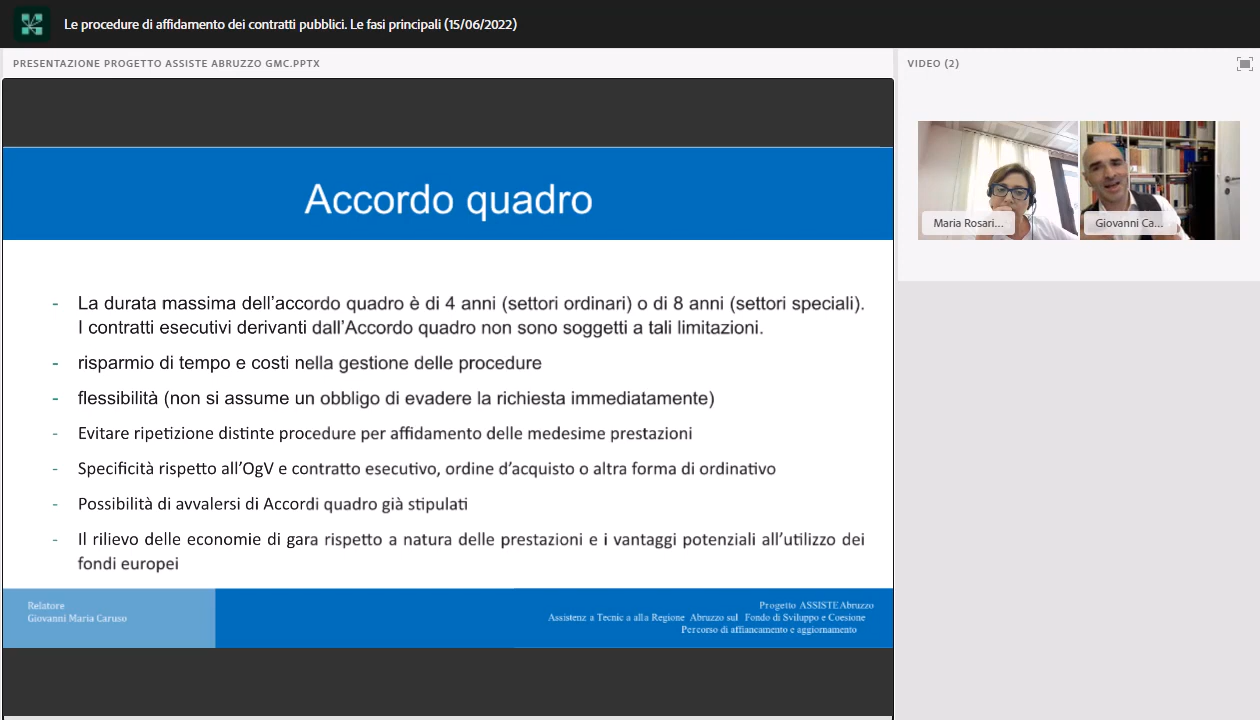 Le procedure di affidamento dei contratti pubblici. Le fasi principali (15/06/2022)
PRESENTAZIONE PROGETTO ASSISTE ABRUZZO GMC.PPTX
VIDEO (2)
Maria Rosari...
Giovanni Ca...
Accordo quadro
- La durata massima dell'accordo quadro è di 4 anni (settori ordinari) o di 8 anni (settori speciali).
I contratti esecutivi derivanti dall'Accordo quadro non sono soggetti a tali limitazioni.
- risparmio di tempo e costi nella gestione delle procedure
- flessibilità (non si assume un obbligo di evadere la richiesta immediatamente)
- Evitare ripetizione distinte procedure per affidamento delle medesime prestazioni
- Specificità rispetto all'OgV e contratto esecutivo, ordine d'acquisto o altra forma di ordinativo
- Possibilità di avvalersi di Accordi quadro già stipulati
- Il rilievo delle economie di gara rispetto a natura delle prestazioni e i vantaggi potenziali all'utilizzo dei
fondi europei
Relatore
Giovanni Maria Caruso
Progetto ASSISTE Abruzzo
Assistenz a Tecnic a alla Regione Abruzzo sul Fondo di Sviluppo e Coesione
Percorso di affiancamento e aggiornamento